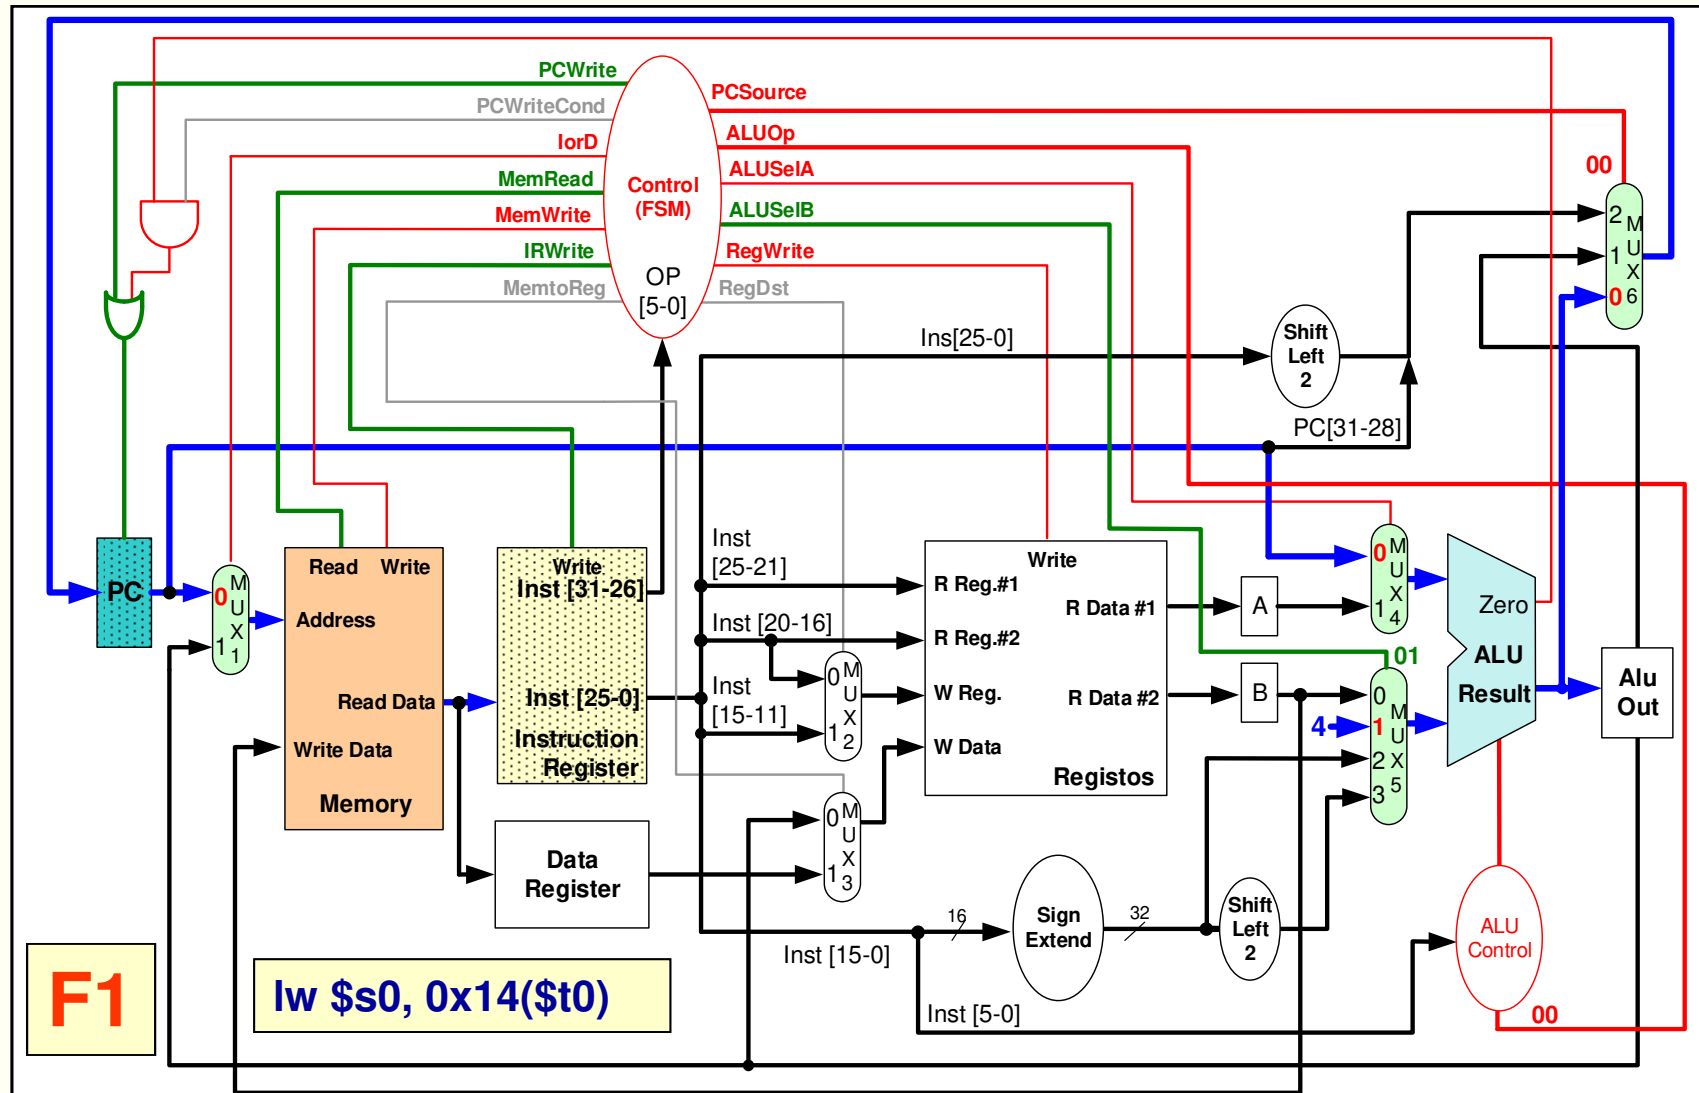 PCWrite
PCWriteCond
IorD
MemRead
MemWrite
IRWrite
MemtoReg
Control
(FSM)
OP
[5-0]
PCSource
ALUOp
ALUSelA
ALUSelB
RegWrite
RegDst
00
2
1
0
M
U
X
6
Ins[25-0]
Shift
Left
2
PC[31-28]
PC
0
1
M
U
X
1
Read
Write
Address
Read Data
Write Data
Memory
Write
Inst [31-26]
Inst [25-0]
Instruction
Register
Data
Register
Inst
[25-21]
Inst [20-16]
Inst
[15-11]
0
1
M
U
X
2
0
1
M
U
X
3
Write
R Reg.#1
R Reg.#2
W Reg.
W Data
R Data #1
R Data #2
Registos
A
B
0
1
M
U
X
4
01
4
0
1
2
3
M
U
X
5
Zero
ALU
Result
Alu
Out
Inst [15-0]
16
Sign
Extend
32
Shift
Left
2
Inst [5-0]
ALU
Control
00
F1
lw $s0, 0x14($t0)